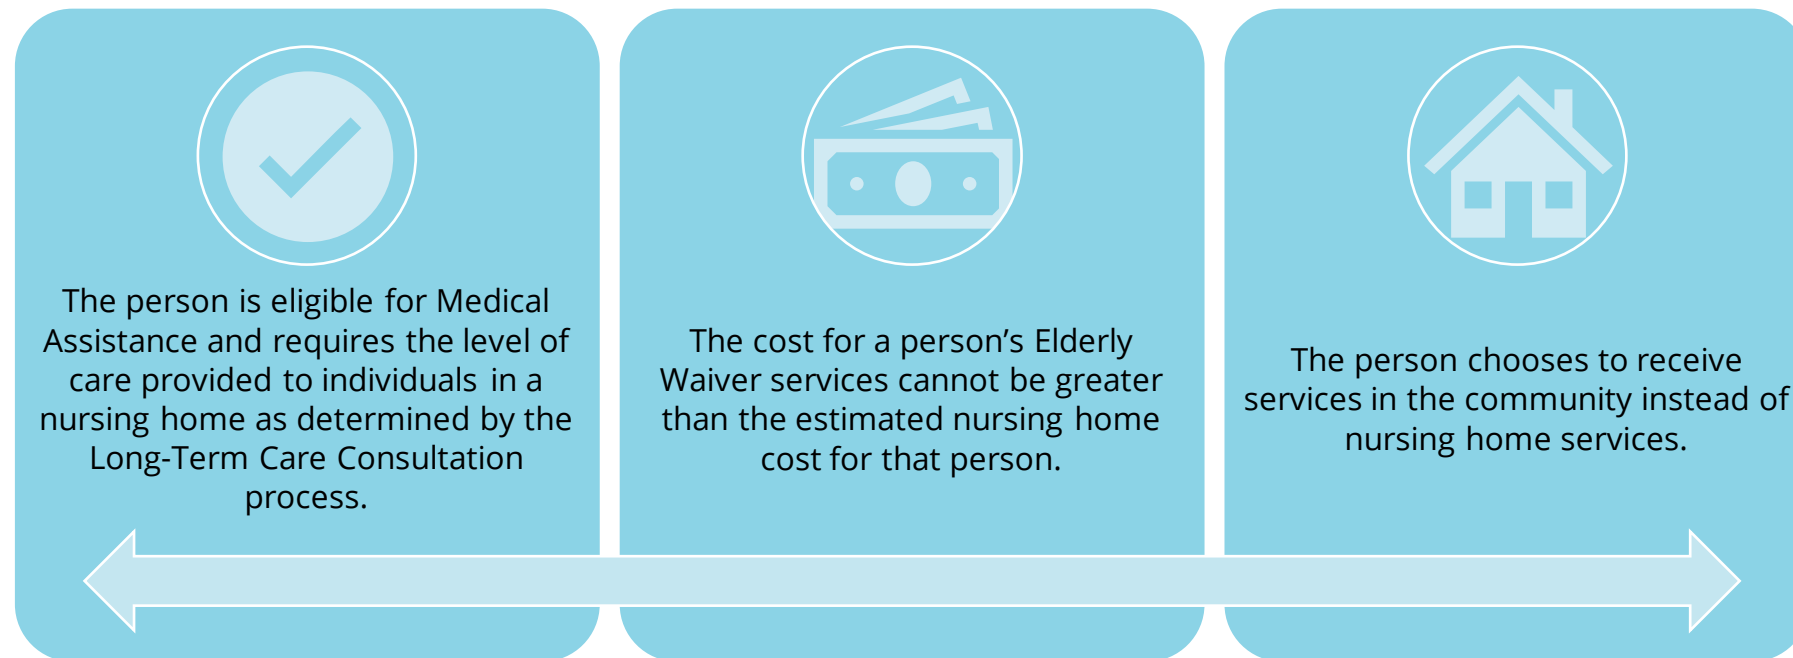 The person is eligible for Medical
Assistance and requires the level of
care provided to individuals in a
nursing home as determined by the
Long-Term Care Consultation
process.
The cost for a person’s Elderly
Waiver services cannot be greater
than the estimated nursing home
cost for that person.
The person chooses to receive
services in the community instead of
nursing home services.